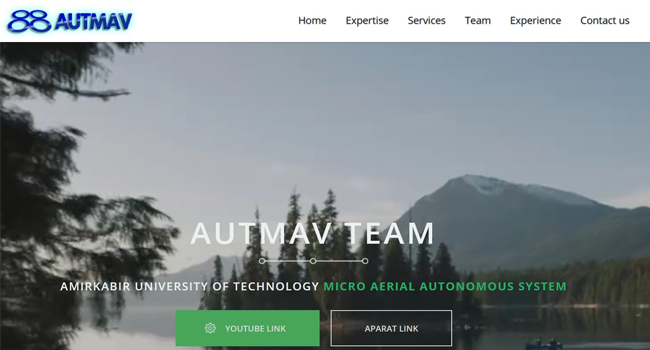 AUTMAV
Home Expertise Services Team Experience Contact us
AUTMAV TEAM
AMIRKABIR UNIVERSITY OF TECHNOLOGY MICRO AERIAL AUTONOMOUS SYSTEM
YOUTUBE LINK APARAT LINK